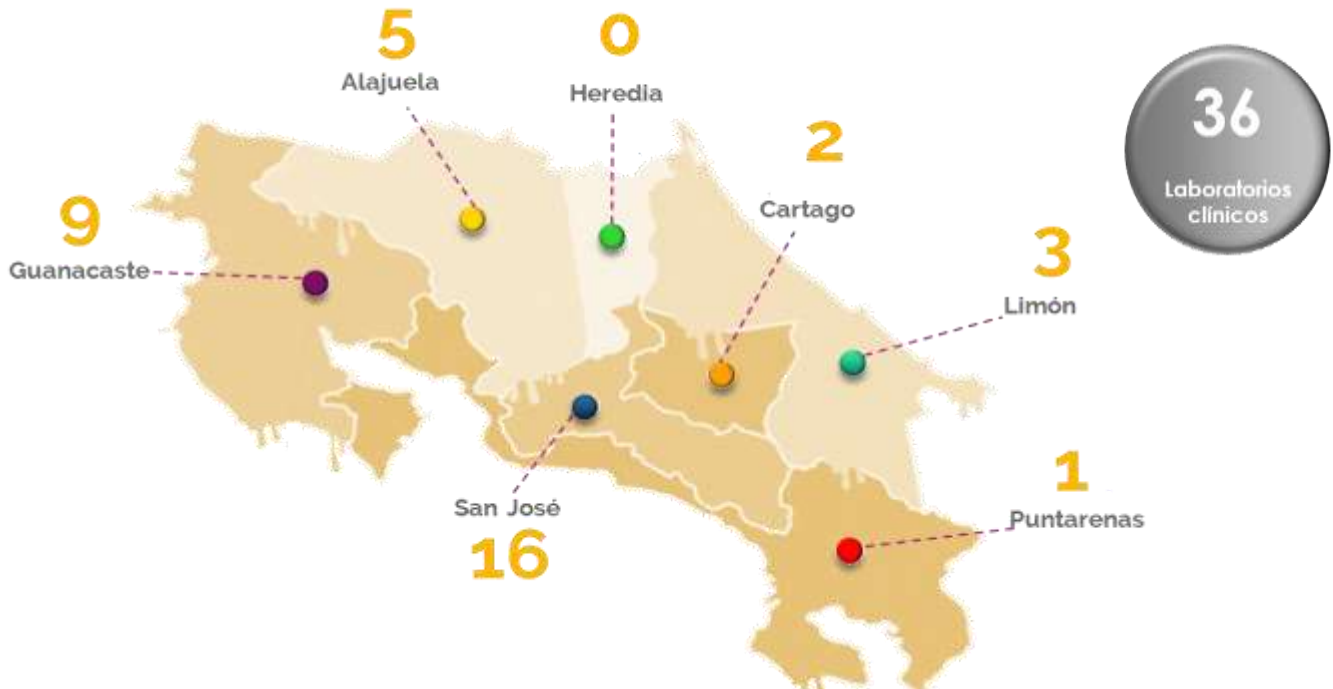 5
Alajuela
0
Heredia
36
Laboratorios
clínicos
2
Cartago
9
Guanacaste
3
Limón
San José
16
1
Puntarenas